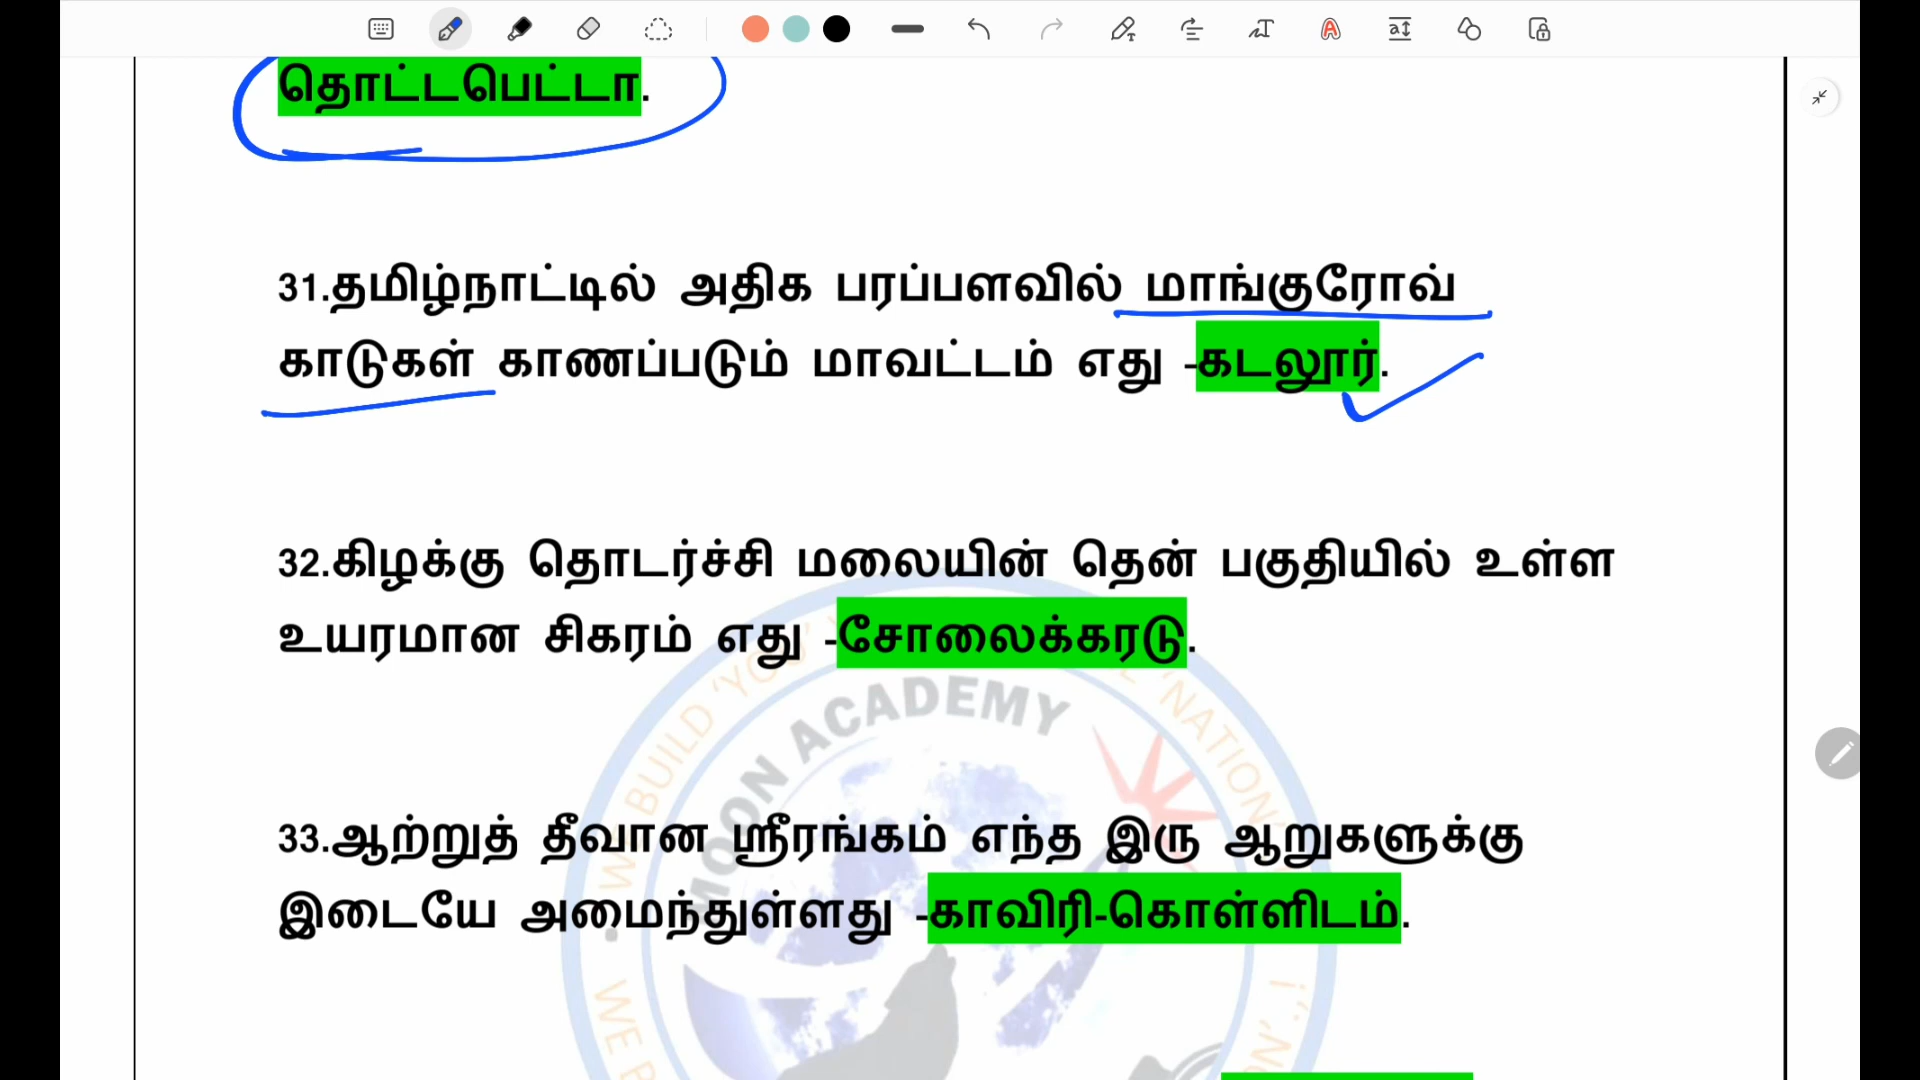 தொட்டபெட்டா.
31.தமிழ்நாட்டில் அதிக பரப்பளவில் மாங்குரோவ்
காடுகள் காணப்படும் மாவட்டம் எது -கடலூர்.
32.கிழக்கு தொடர்ச்சி மலையின் தென் பகுதியில் உள்ள
உயரமான சிகரம் எது -சோலைக்கரடு.
MOON ACADEMY
33.ஆற்றுத் தீவான ஸ்ரீரங்கம் எந்த இரு ஆறுகளுக்கு
இடையே அமைந்துள்ளது -காவிரி-கொள்ளிடம்.